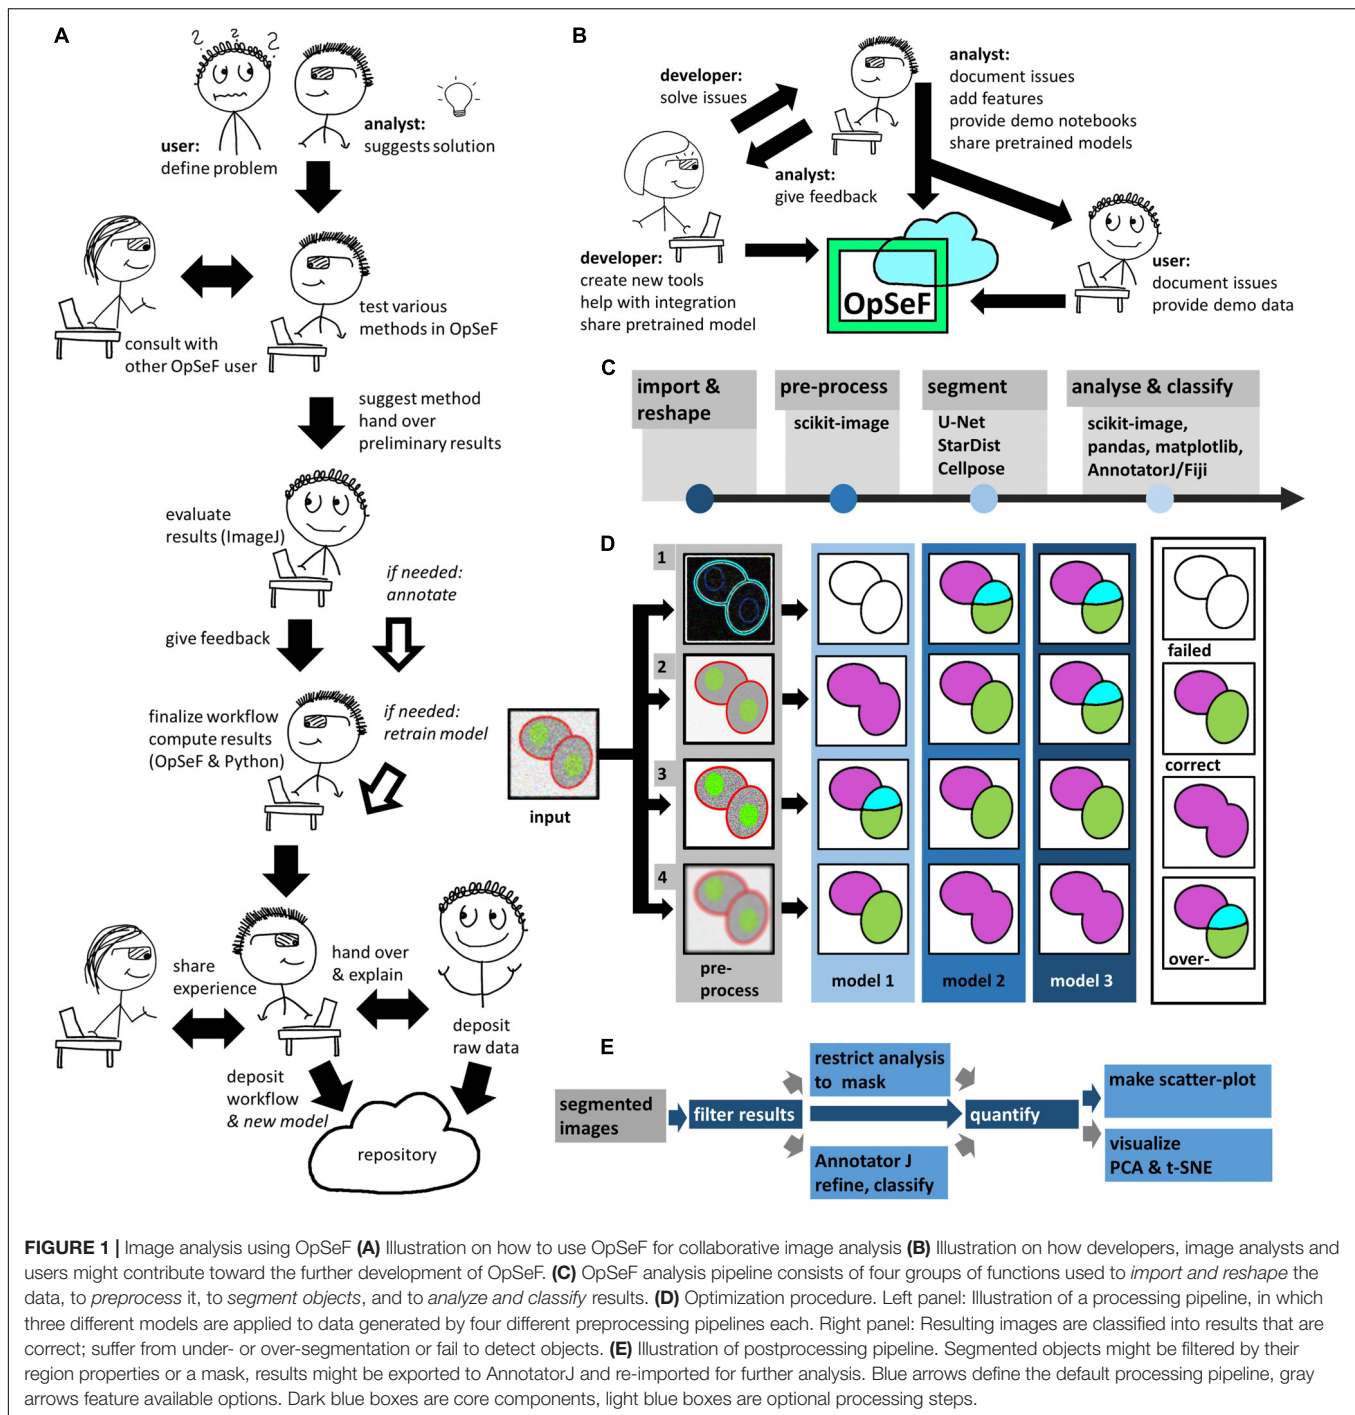 A
? ? ?
user:
define problem
analyst:
suggests solution
consult with
other OpSeF user
test various
methods in OpSeF
suggest method
hand over
preliminary results
evaluate
results (ImageJ)
if needed:
annotate
give feedback
finalize workflow
compute results
(OpSeF & Python)
if needed:
retrain model
share
experience
hand over
& explain
deposit
raw data
deposit
workflow
& new model
repository
B
developer:
solve issues
analyst:
document issues
add features
provide demo notebooks
share pretrained models
analyst:
give feedback
developer:
create new tools
help with integration
share pretrained model
OpSeF
user:
document issues
provide demo data
C
import &
reshape
pre-process
scikit-image
segment
U-Net
StarDist
Cellpose
analyse & classify
scikit-image,
pandas, matplotlib,
AnnotatorJ/Fiji
D
input
1
2
3
4
pre-
process
model 1
model 2
model 3
failed
correct
over-
E
segmented
images
filter results
restrict analysis
to mask
Annotator J
refine, classify
quantify
make scatter-plot
visualize
PCA & t-SNE
FIGURE 1 | Image analysis using OpSeF (A) Illustration on how to use OpSeF for collaborative image analysis (B) Illustration on how developers, image analysts and
users might contribute toward the further development of OpSeF. (C) OpSeF analysis pipeline consists of four groups of functions used to import and reshape the
data, to preprocess it, to segment objects, and to analyze and classify results. (D) Optimization procedure. Left panel: Illustration of a processing pipeline, in which
three different models are applied to data generated by four different preprocessing pipelines each. Right panel: Resulting images are classified into results that are
correct; suffer from under- or over-segmentation or fail to detect objects. (E) Illustration of postprocessing pipeline. Segmented objects might be filtered by their
region properties or a mask, results might be exported to AnnotatorJ and re-imported for further analysis. Blue arrows define the default processing pipeline, gray
arrows feature available options. Dark blue boxes are core components, light blue boxes are optional processing steps.